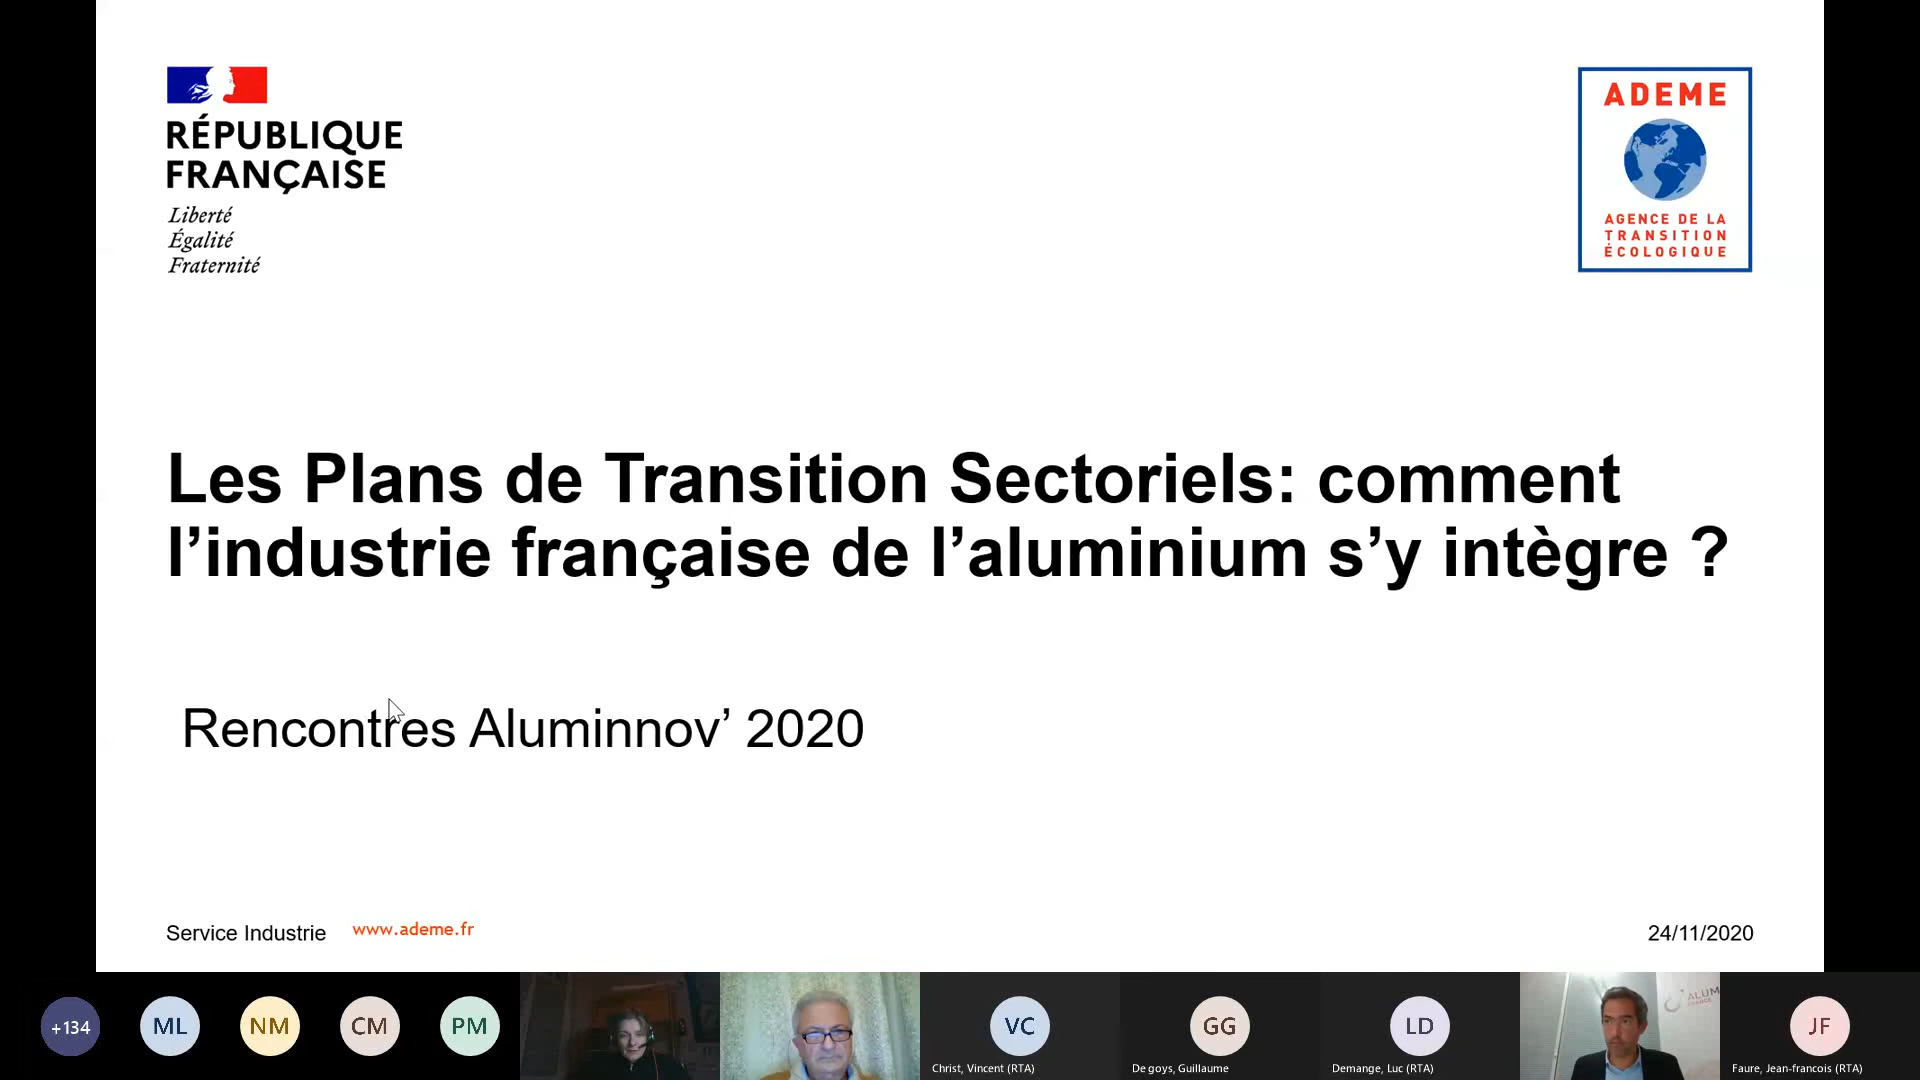 RÉPUBLIQUE
FRANÇAISE
Liberté
Égalité
Fraternité
ADEME
AGENCE DE LA
TRANSITION
ÉCOLOGIQUE
Les Plans de Transition Sectoriels: comment
l’industrie française de l’aluminium s’y intègre ?
Rencontres Aluminnov’ 2020
Service Industrie
www.ademe.fr
24/11/2020
+134
ML
NM
CM
PM
VC
Christ, Vincent (RTA)
GG
De goys, Guillaume
LD
Demange, Luc (RTA)
JF
Faure, Jean-francois (RTA)